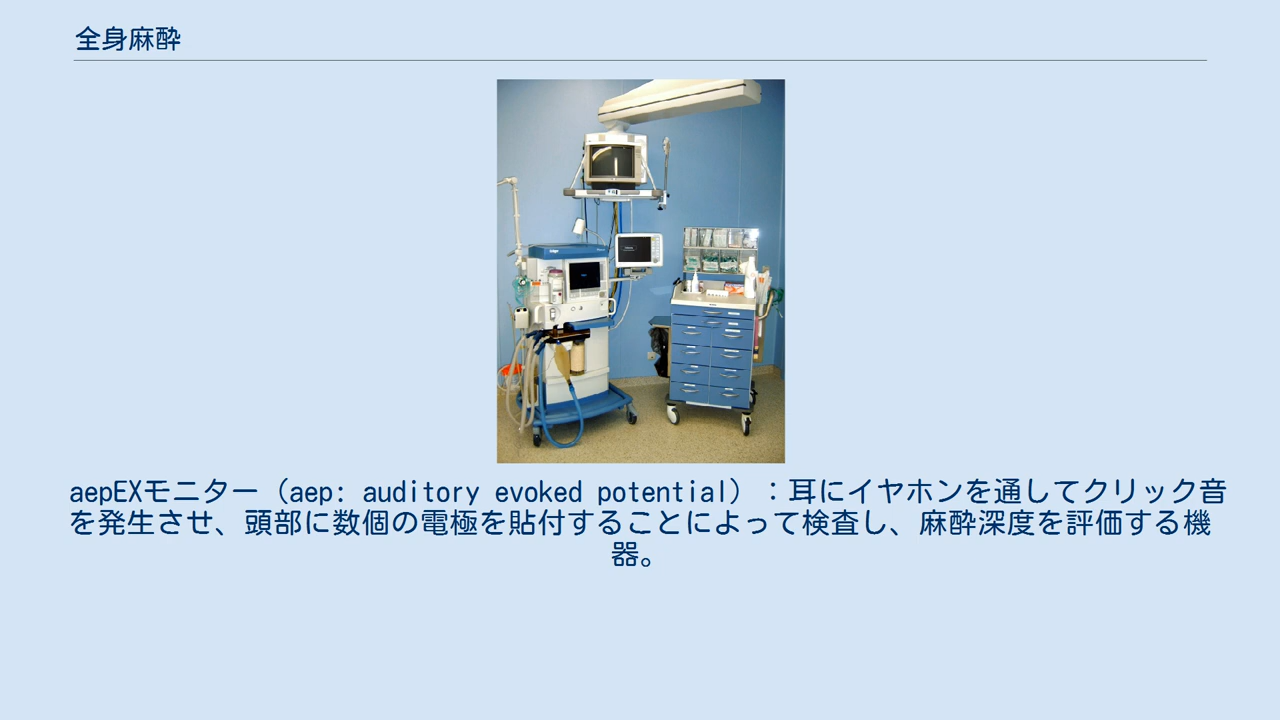 全身麻酔
aepEXモニター（aep: auditory evoked potential）：耳にイヤホンを通してクリック音
を発生させ、頭部に数個の電極を貼付することによって検査し、麻酔深度を評価する機
器。